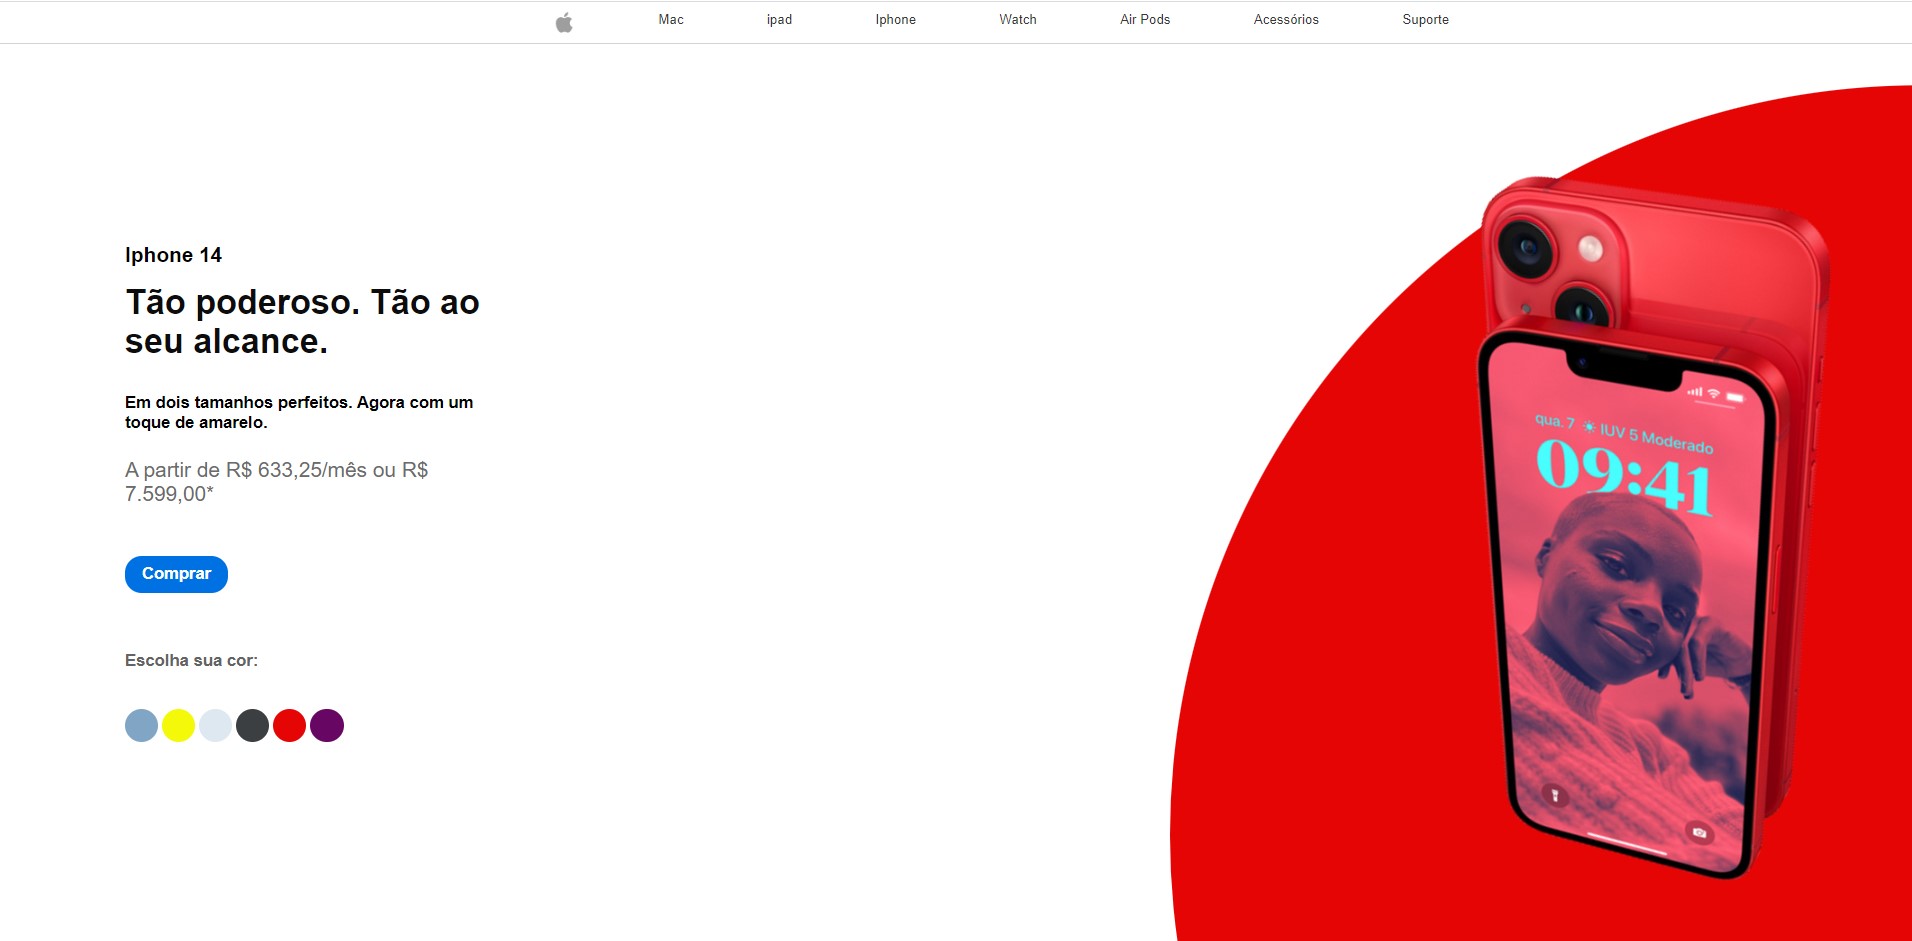 Mac
ipad
Iphone
Watch
Air Pods
Acessórios
Suporte
Iphone 14
Tão poderoso. Tão ao
seu alcance.
Em dois tamanhos perfeitos. Agora com um
toque de amarelo.
A partir de R$ 633,25/mês ou R$
7.599,00*
Comprar
Escolha sua cor:
qua. 7 IUV 5 Moderado
09:41